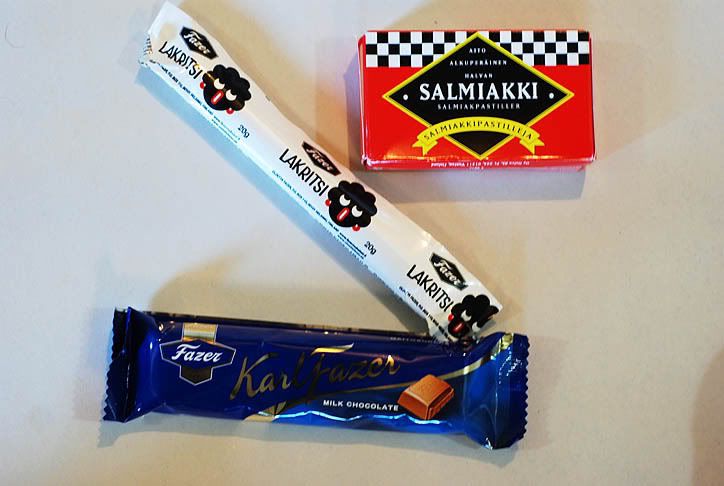 Fazer
LAKRITSI
20g
Fazer
LAKRITSI
20g
Fazer
LAKRITSI
AITO
ALKUPERÄINEN
HALVAN
SALMIAKKI
SALMIAKPASTILLER
SALMIAKKIPASTILLEJA
Fazer
Karl Fazer
MILK CHOCOLATE